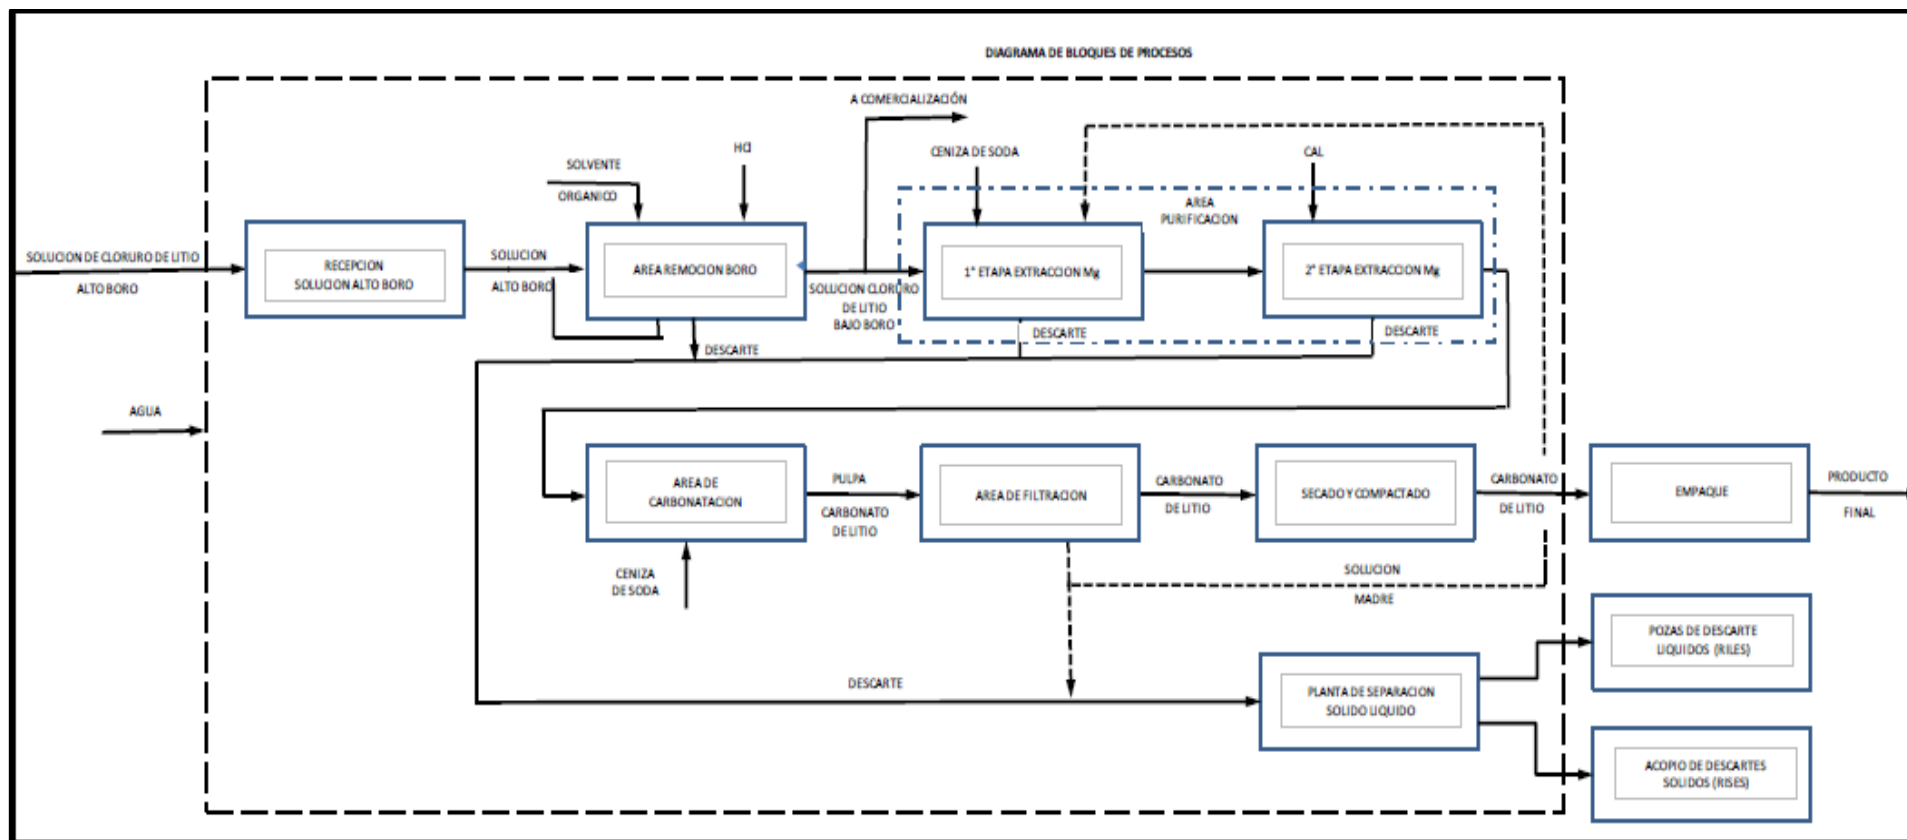 DIAGRAMA DE BLOQUES DE PROCESOS
A COMERCIALIZACIÓN
SOLVENTE
ORGANICO
HCl
CENIZA DE SODA
CAL
AREA
PURIFICACION
SOLUCION DE CLORURO DE LITIO
ALTO BORO
RECEPCION
SOLUCION ALTO BORO
SOLUCION
ALTO BORO
AREA REMOCION BORO
SOLUCION CLORURO
DE LITIO
BAJO BORO
1° ETAPA EXTRACCION Mg
2° ETAPA EXTRACCION Mg
DESCARTE
DESCARTE
DESCARTE
AGUA
AREA DE
CARBONATACION
PULPA
CARBONATO
DE LITIO
AREA DE FILTRACION
CARBONATO
DE LITIO
SECADO Y COMPACTADO
CARBONATO
DE LITIO
EMPAQUE
PRODUCTO
FINAL
CENIZA
DE SODA
SOLUCION
MADRE
DESCARTE
PLANTA DE SEPARACION
SOLIDO LIQUIDO
POZAS DE DESCARTE
LIQUIDOS (RILES)
ACOPIO DE DESCARTES
SOLIDOS (RISES)